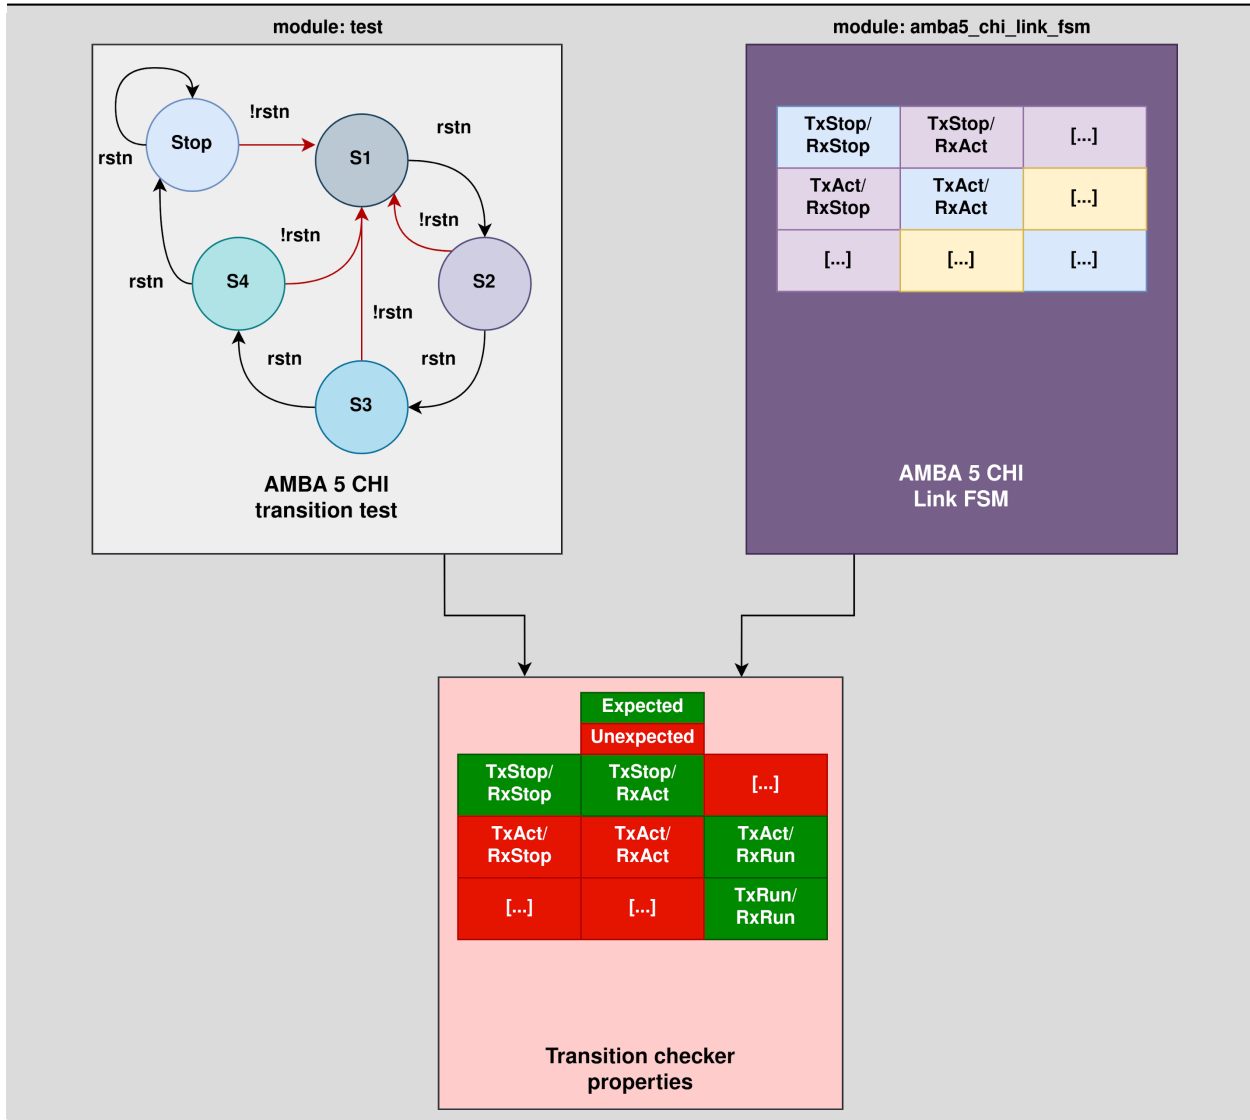 module: test
module: amba5_chi_link_fsm
Stop
!rstn
S1
rstn
rstn
!rstn
!rstn
S4
rstn
S2
!rstn
rstn
rstn
S3
AMBA 5 CHI
transition test
TxStop/
RxStop
TxStop/
RxAct
[...]
TxAct/
RxStop
TxAct/
RxAct
[...]
[...]
[...]
[...]
AMBA 5 CHI
Link FSM
Expected
Unexpected
TxStop/
RxStop
TxStop/
RxAct
[...]
TxAct/
RxStop
TxAct/
RxAct
TxAct/
RxRun
[...]
[...]
TxRun/
RxRun
Transition checker
properties